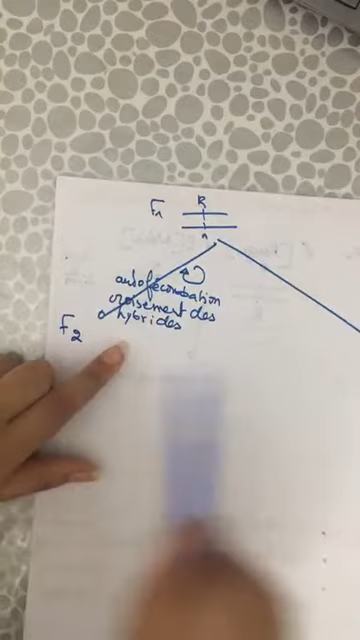 R
F₁
r
autofécondation
croisement des
hybrides
F₂